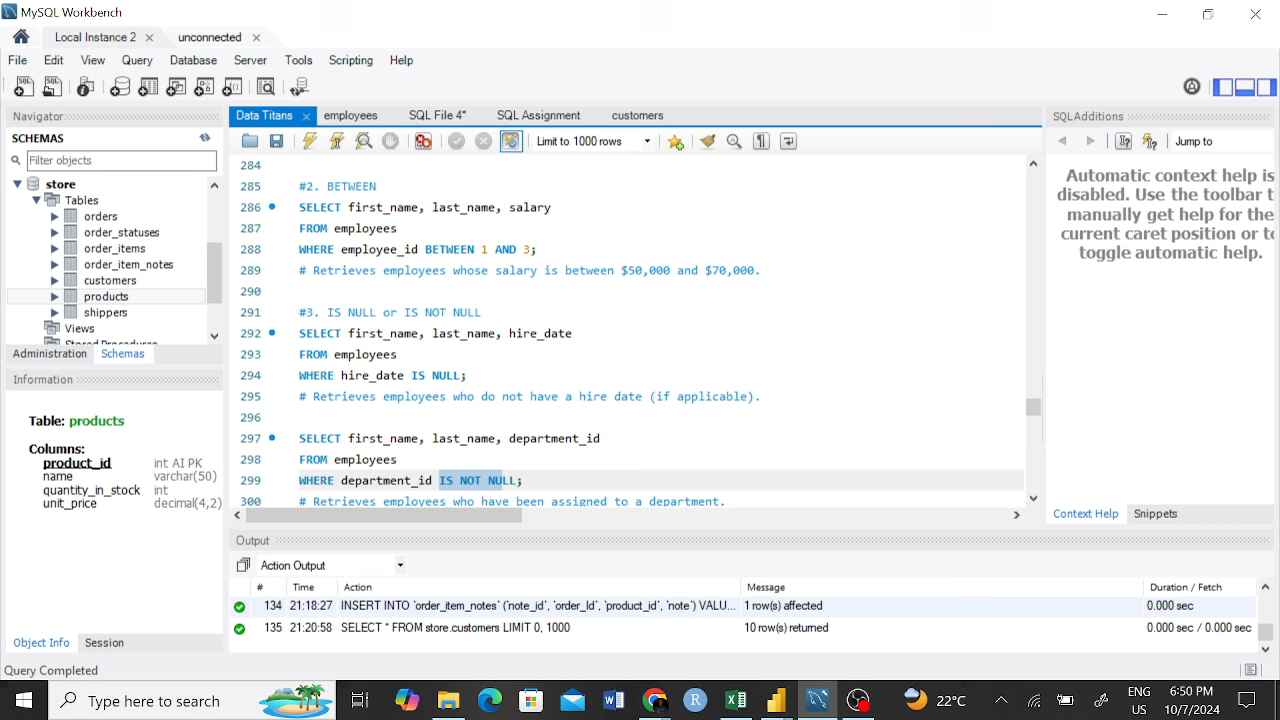 MySQL Workbench
Local Instance 2
unconnected
File Edit View Query Database Server Tools Scripting Help
Navigator
SCHEMAS
Filter objects
store
Tables
orders
order_statuses
order_items
order_item_notes
customers
products
shippers
Views
Stored Procedures
Administration Schemas
Information
Table: products
Columns:
product_id int AI PK
name varchar(50)
quantity_in_stock int
unit_price decimal(4,2)
Object Info Session
Query Completed
Data Titans employees SQL File 4* SQL Assignment customers
Limit to 1000 rows
284
285 #2. BETWEEN
286 SELECT first_name, last_name, salary
287 FROM employees
288 WHERE employee_id BETWEEN 1 AND 3;
289 # Retrieves employees whose salary is between $50,000 and $70,000.
290
291 #3. IS NULL or IS NOT NULL
292 SELECT first_name, last_name, hire_date
293 FROM employees
294 WHERE hire_date IS NULL;
295 # Retrieves employees who do not have a hire date (if applicable).
296
297 SELECT first_name, last_name, department_id
298 FROM employees
299 WHERE department_id IS NOT NULL;
300 # Retrieves employees who have been assigned to a department.
SQLAdditions
Jump to
Automatic context help is
disabled. Use the toolbar t
manually get help for the
current caret position or to
toggle automatic help.
Context Help Snippets
Output
Action Output
# Time Action Message Duration / Fetch
134 21:18:27 INSERT INTO `order_item_notes` (`note_id`, `order_Id`, `product_id`, `note`) VALU... 1 row(s) affected 0.000 sec
135 21:20:58 SELECT * FROM store.customers LIMIT 0, 1000 10 row(s) returned 0.000 sec / 0.000 sec
Type here to search
22°C
ENG
US
6:50 PM
10/7/2024